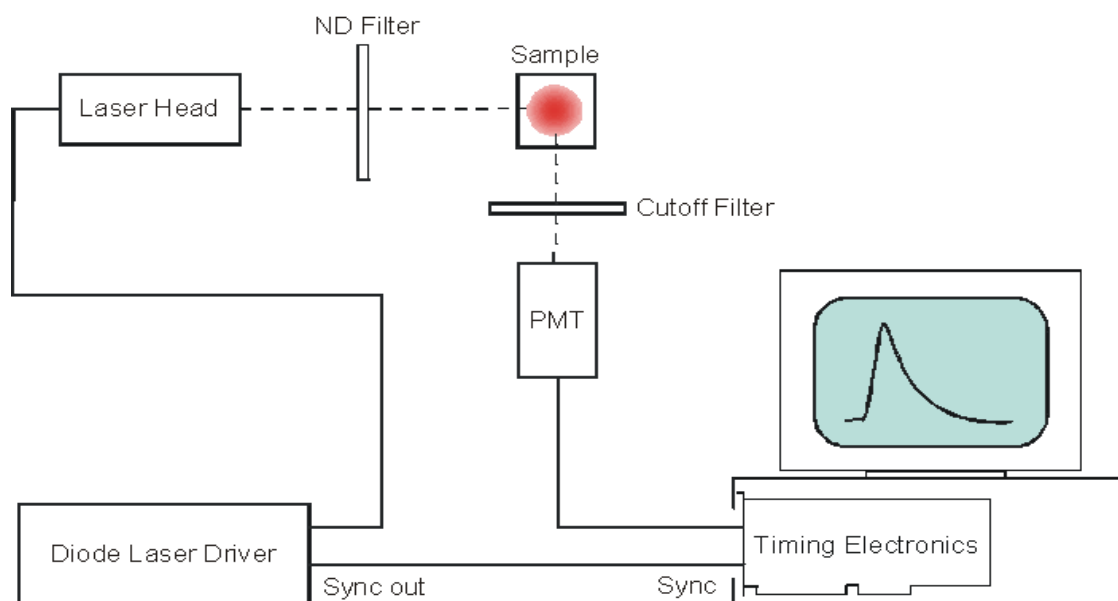 ND Filter
Sample
Laser Head
Cutoff Filter
PMT
Diode Laser Driver
Timing Electronics
Sync out
Sync